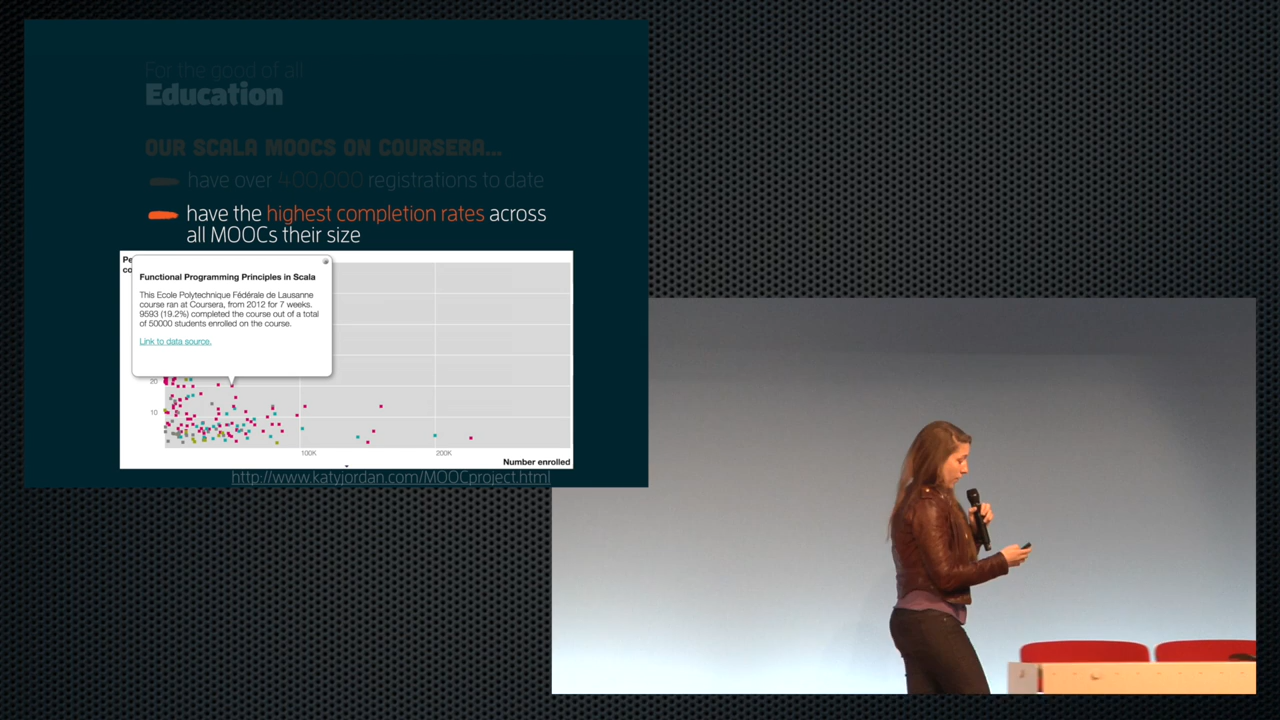 For the good of all
Education
OUR SCALA MOOCS ON COURSERA...
have over 400,000 registrations to date
have the highest completion rates across
all MOOCs their size
Pe
co
Functional Programming Principles in Scala
This Ecole Polytechnique Fédérale de Lausanne
course ran at Coursera, from 2012 for 7 weeks.
9593 (19.2%) completed the course out of a total
of 50000 students enrolled on the course.
Link to data source.
20
10
100K
200K
Number enrolled
http://www.katyjordan.com/MOOCproject.html